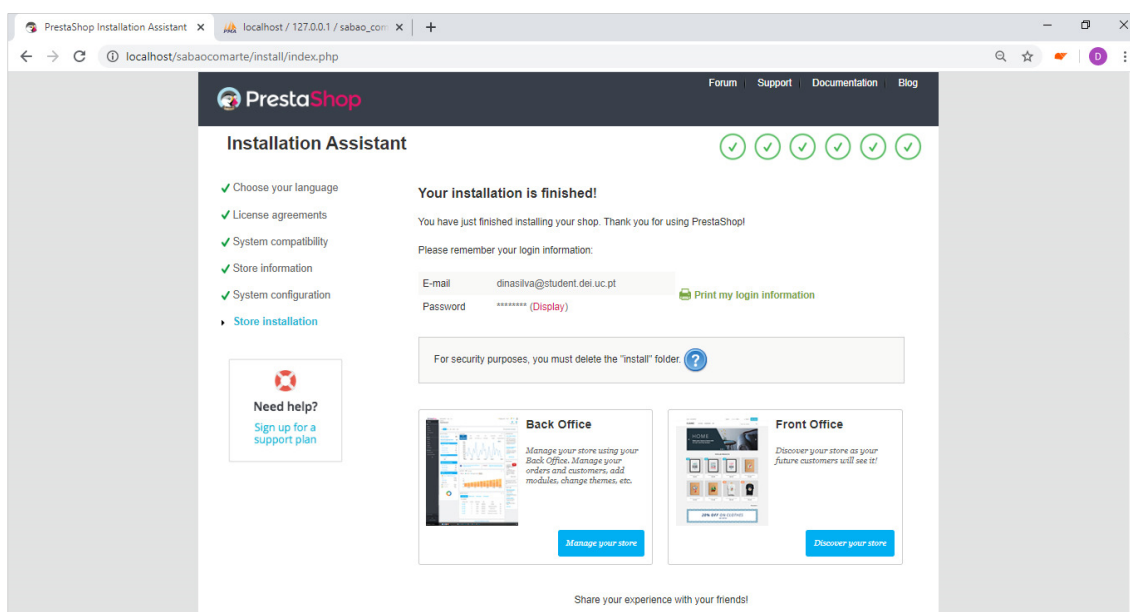 PrestaShop Installation Assistant
localhost / 127.0.0.1 / sabao_com
localhost/sabaocomarte/install/index.php
D
Forum
Support
Documentation
Blog
PrestaShop
Installation Assistant
Choose your language
License agreements
System compatibility
Store information
System configuration
Store installation
Need help?
Sign up for a
support plan
Your installation is finished!
You have just finished installing your shop. Thank you for using PrestaShop!
Please remember your login information:
E-mail dinasilva@student.dei.uc.pt
Password ******** (Display)
Print my login information
For security purposes, you must delete the "install" folder. ?
Back Office
Manage your store using your
Back Office. Manage your
orders and customers, add
modules, change themes, etc.
Manage your store
HOME
Front Office
Discover your store as your
future customers will see it!
Discover your store
Share your experience with your friends!